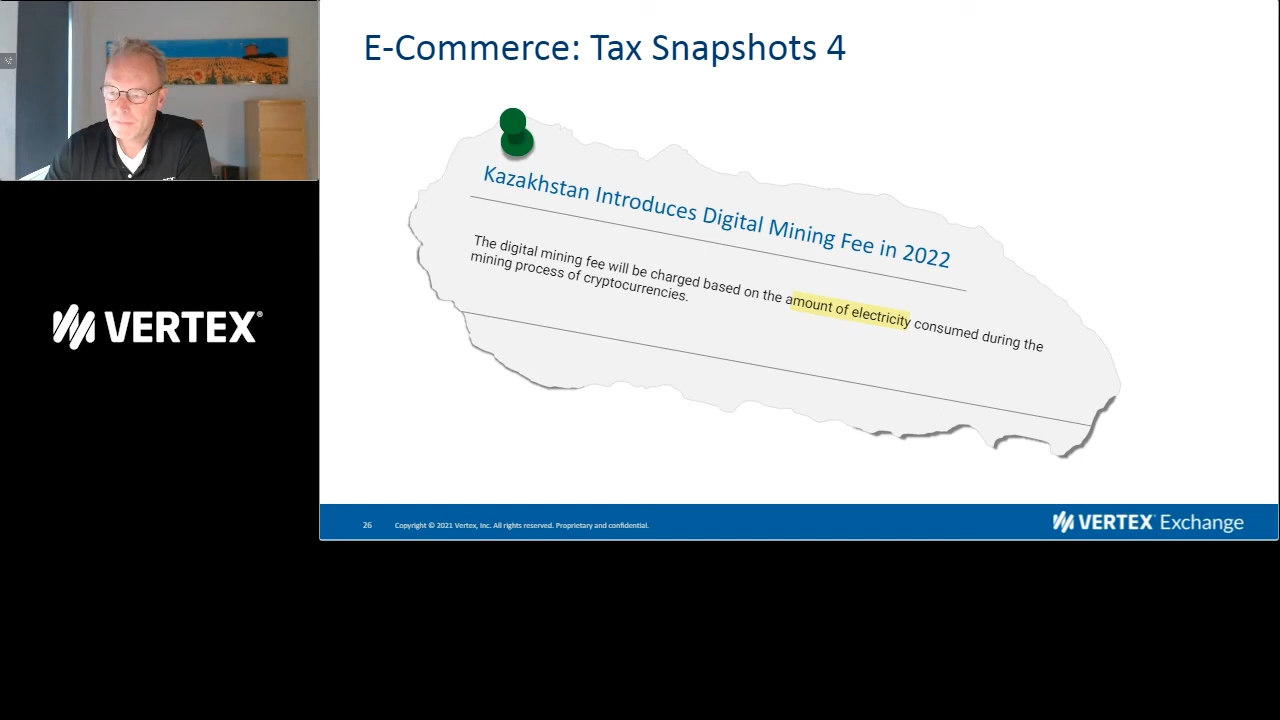 E-Commerce: Tax Snapshots 4
Kazakhstan Introduces Digital Mining Fee in 2022
The digital mining fee will be charged based on the amount of electricity consumed during the
mining process of cryptocurrencies.
VERTEX®
26 Copyright © 2021 Vertex, Inc. All rights reserved. Proprietary and confidential.
VERTEX Exchange